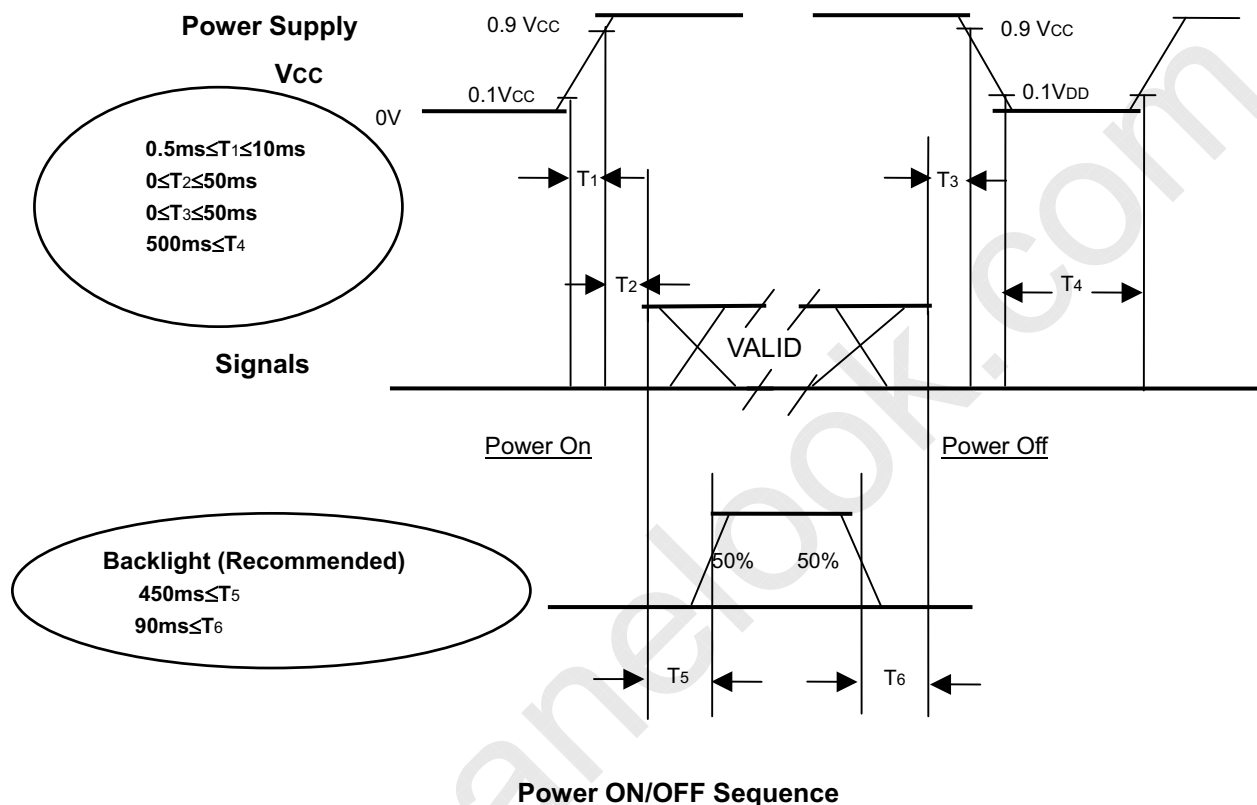 Power Supply
VCC
0.9 VCC
0.9 VCC
0.1VCC
0.1VDD
0V
0.5ms≤T1≤10ms
0≤T2≤50ms
0≤T3≤50ms
500ms≤T4
T1
T3
T2
T4
VALID
Signals
Power On
Power Off
Backlight (Recommended)
450ms≤T5
90ms≤T6
50%
50%
T5
T6
Power ON/OFF Sequence
anelook.com